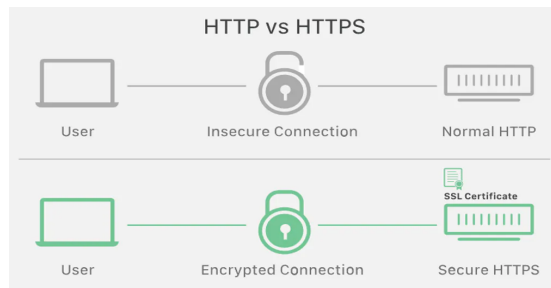 HTTP vs HTTPS
User
Insecure Connection
Normal HTTP
SSL Certificate
User
Encrypted Connection
Secure HTTPS